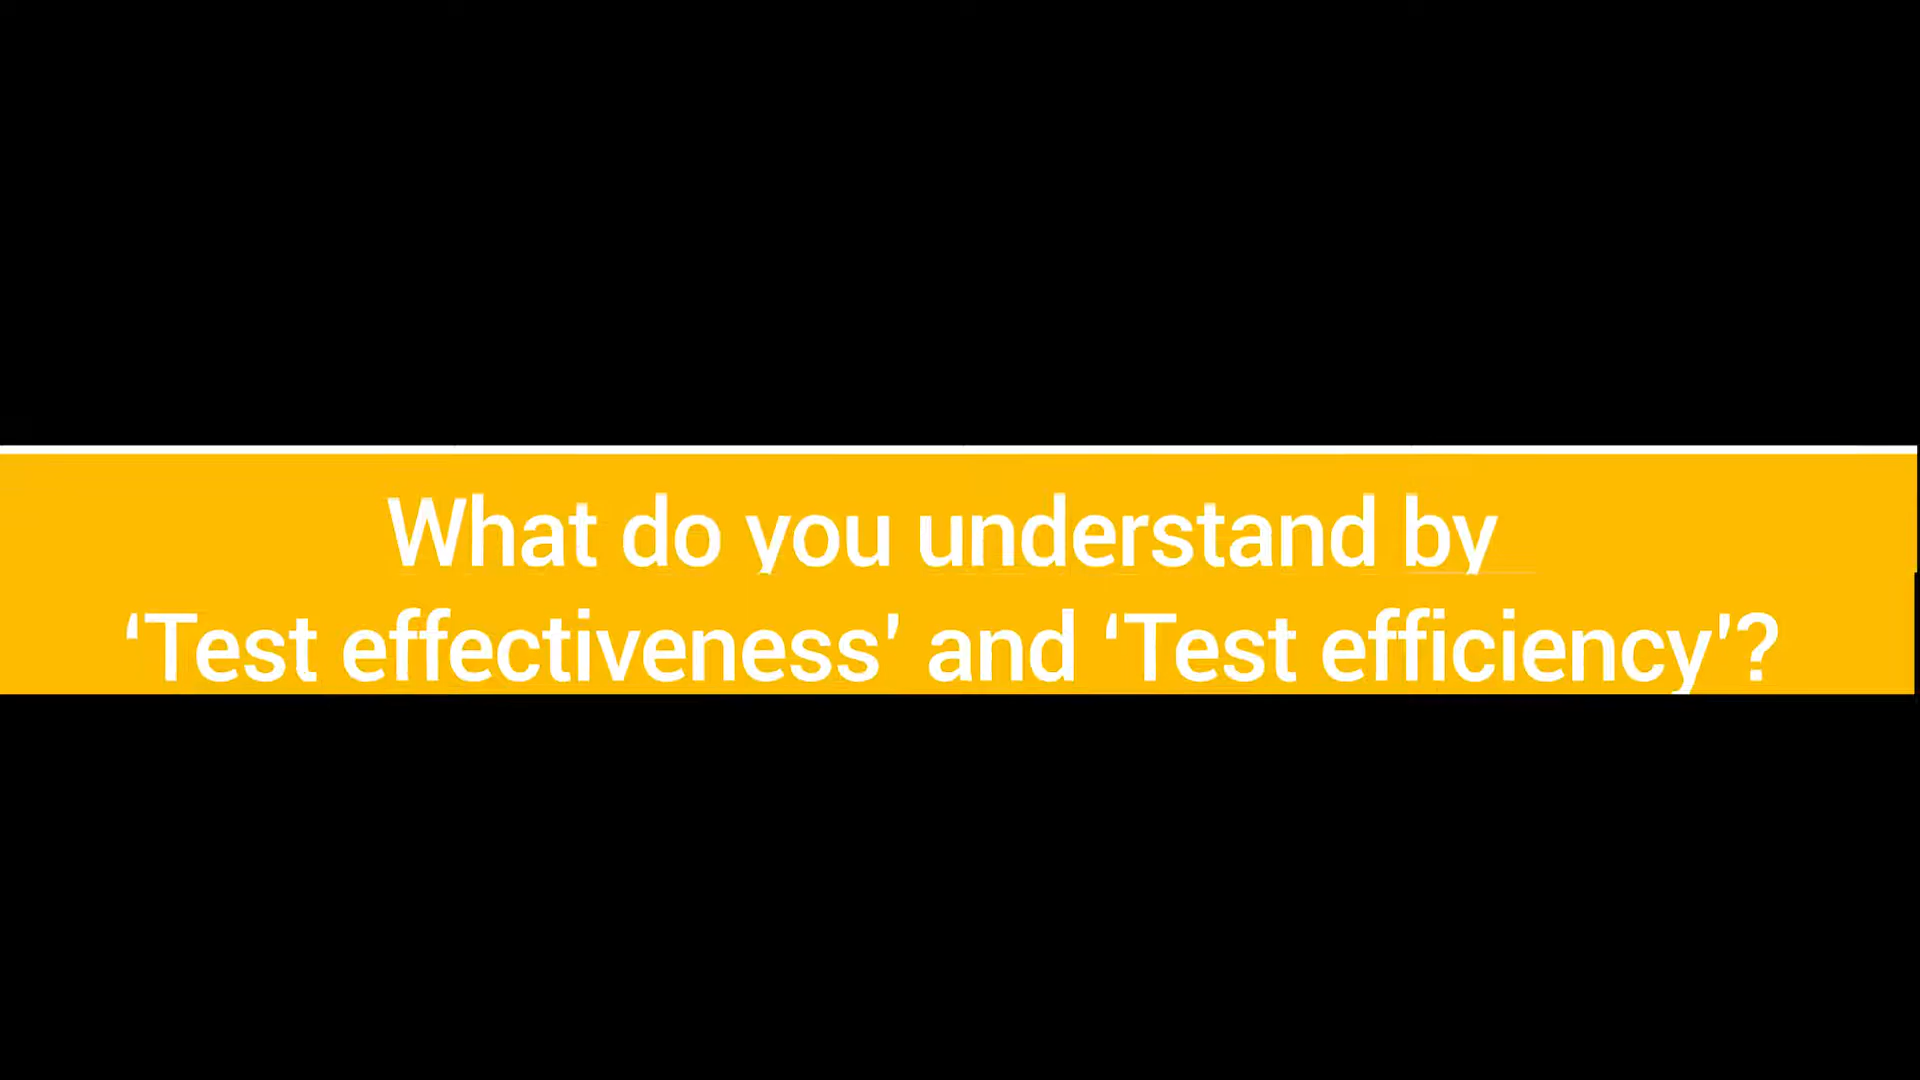 What do you understand by
‘Test effectiveness’ and ‘Test efficiency’?